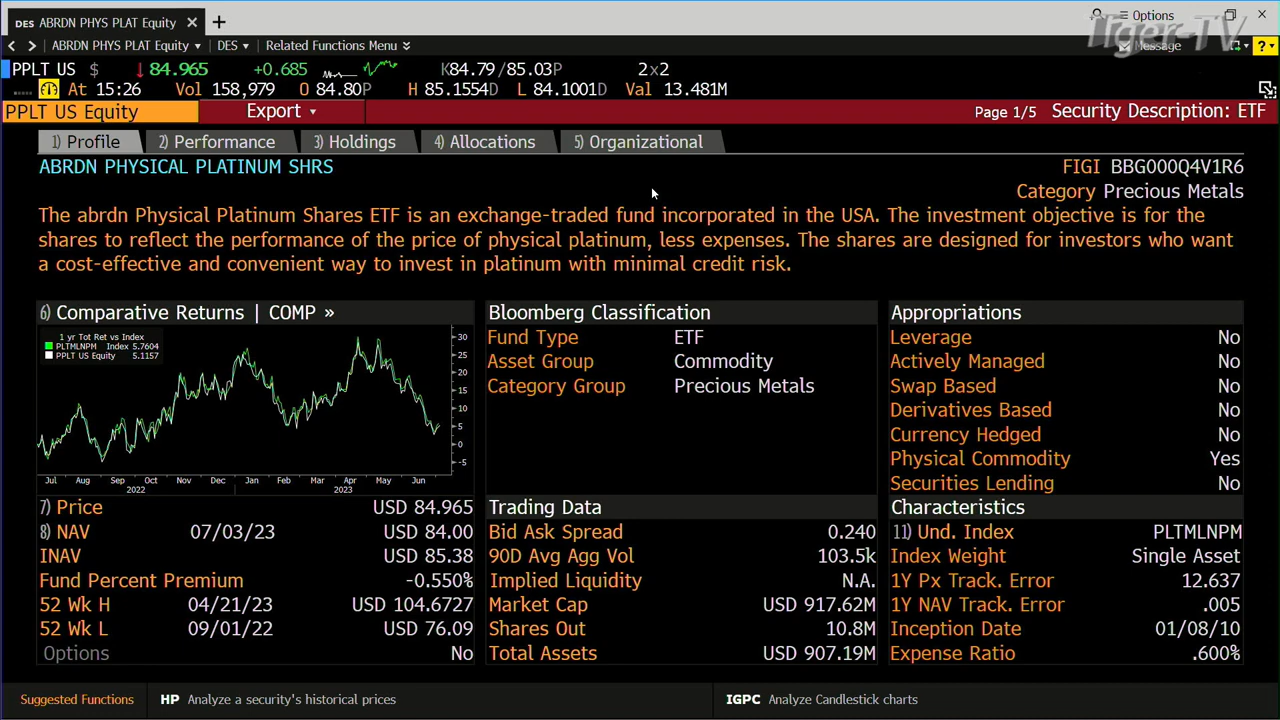 DES ABRDN PHYS PLAT Equity × +
Options
Tiger-TV
< > ABRDN PHYS PLAT Equity DES Related Functions Menu
Message ?
PPLT US $ ↓ 84.965 +0.685 K84.79 / 85.03P 2x2
At 15:26 Vol 158,979 O 84.80P H 85.1554D L 84.1001D Val 13.481M
PPLT US Equity Export Page 1/5 Security Description: ETF
1) Profile 2) Performance 3) Holdings 4) Allocations 5) Organizational
ABRDN PHYSICAL PLATINUM SHRS FIGI BBG000Q4V1R6
Category Precious Metals
The abrdn Physical Platinum Shares ETF is an exchange-traded fund incorporated in the USA. The investment objective is for the
shares to reflect the performance of the price of physical platinum, less expenses. The shares are designed for investors who want
a cost-effective and convenient way to invest in platinum with minimal credit risk.
6) Comparative Returns | COMP »
1 yr Tot Ret vs Index
PLTMLNPM Index 5.7604
PPLT US Equity 5.1157
30
25
20
15
10
5
0
-5
Jul Aug Sep Oct Nov Dec Jan Feb Mar Apr May Jun
2022 2023
7) Price USD 84.965
8) NAV 07/03/23 USD 84.00
INAV USD 85.38
Fund Percent Premium -0.550%
52 Wk H 04/21/23 USD 104.6727
52 Wk L 09/01/22 USD 76.09
Options No
Bloomberg Classification
Fund Type ETF
Asset Group Commodity
Category Group Precious Metals
Trading Data
Bid Ask Spread 0.240
90D Avg Agg Vol 103.5k
Implied Liquidity N.A.
Market Cap USD 917.62M
Shares Out 10.8M
Total Assets USD 907.19M
Appropriations
Leverage No
Actively Managed No
Swap Based No
Derivatives Based No
Currency Hedged No
Physical Commodity Yes
Securities Lending No
Characteristics
11) Und. Index PLTMLNPM
Index Weight Single Asset
1Y Px Track. Error 12.637
1Y NAV Track. Error .005
Inception Date 01/08/10
Expense Ratio .600%
Suggested Functions HP Analyze a security's historical prices IGPC Analyze Candlestick charts